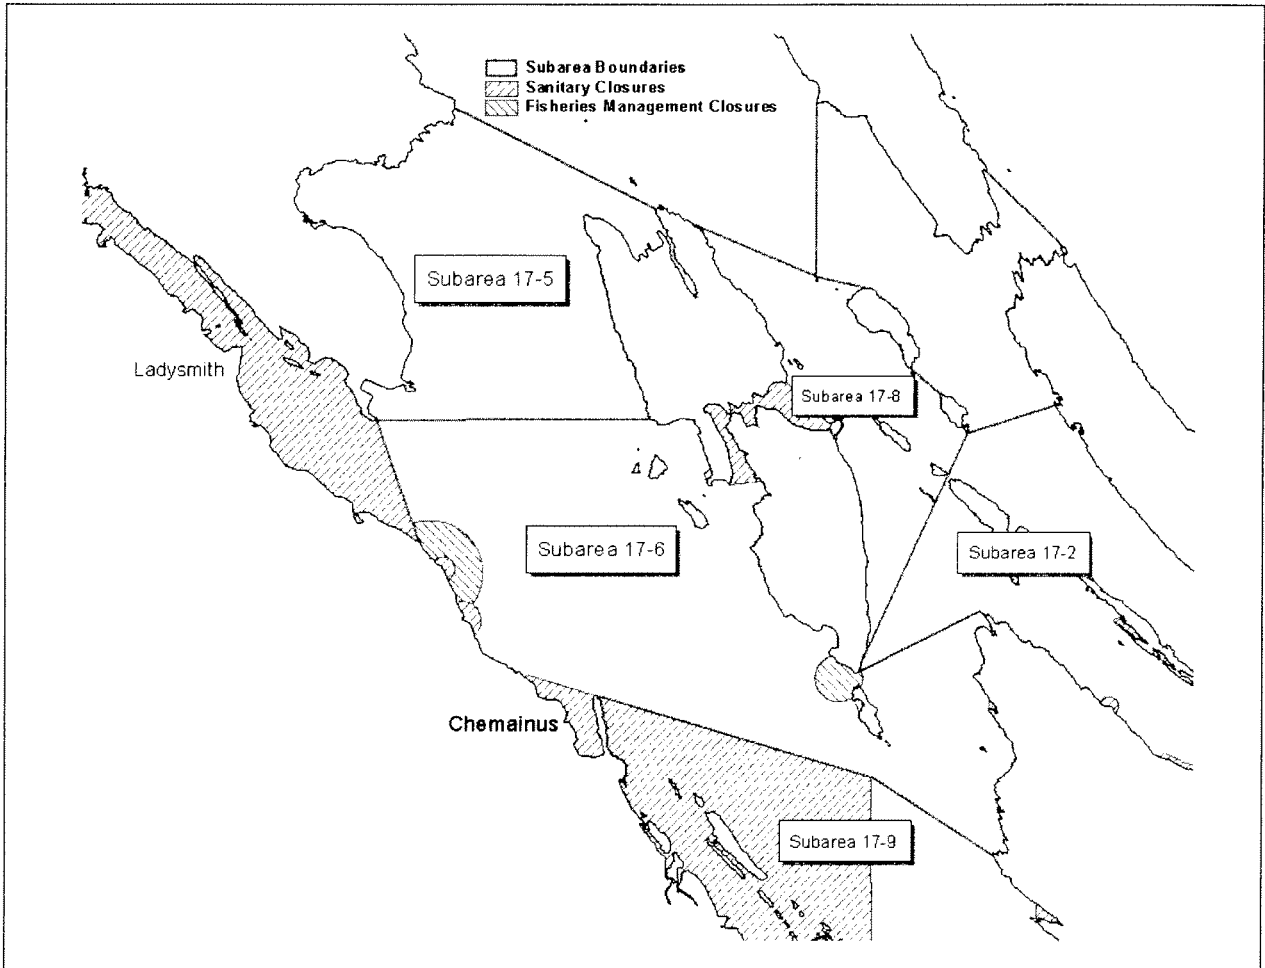 Subarea Boundaries
Sanitary Closures
Fisheries Management Closures
Subarea 17-5
Ladysmith
Subarea 17-8
Subarea 17-6
Subarea 17-2
Chemainus
Subarea 17-9